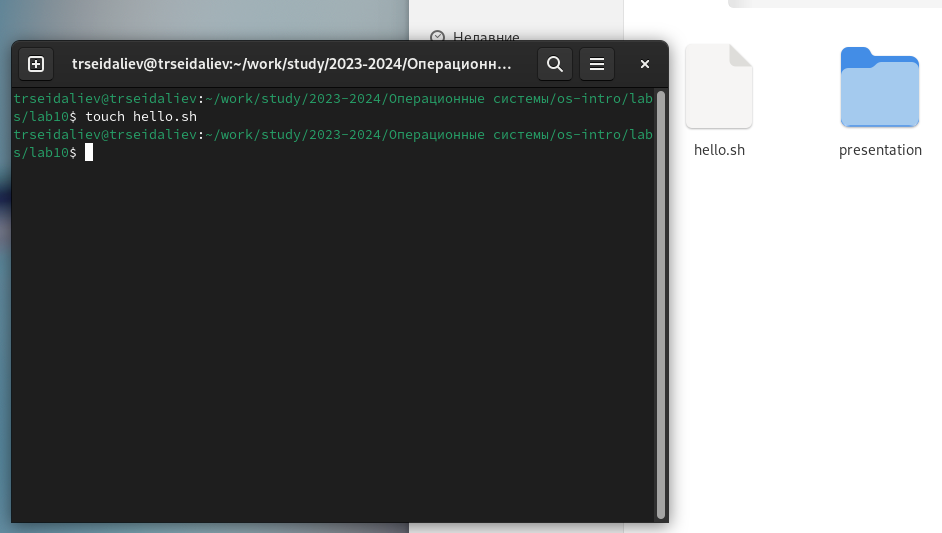 Недавние
trseidaliev@trseidaliev:~/work/study/2023-2024/Операционн...
trseidaliev@trseidaliev:~/work/study/2023-2024/Операционные системы/os-intro/lab
s/lab10$ touch hello.sh
trseidaliev@trseidaliev:~/work/study/2023-2024/Операционные системы/os-intro/lab
s/lab10$
hello.sh
presentation